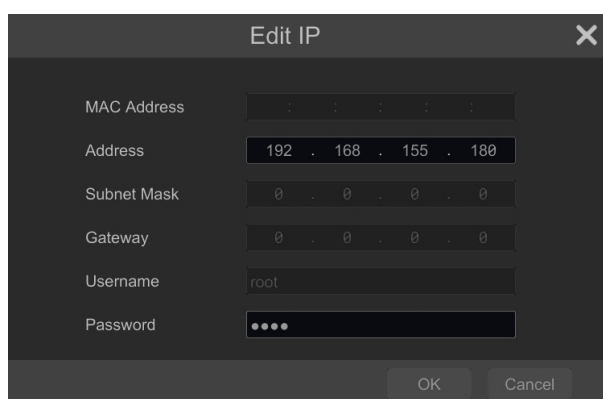 Edit IP
MAC Address : : : : :
Address 192 . 168 . 155 . 180
Subnet Mask 0 . 0 . 0 . 0
Gateway 0 . 0 . 0 . 0
Username root
Password ●●●●
OK Cancel